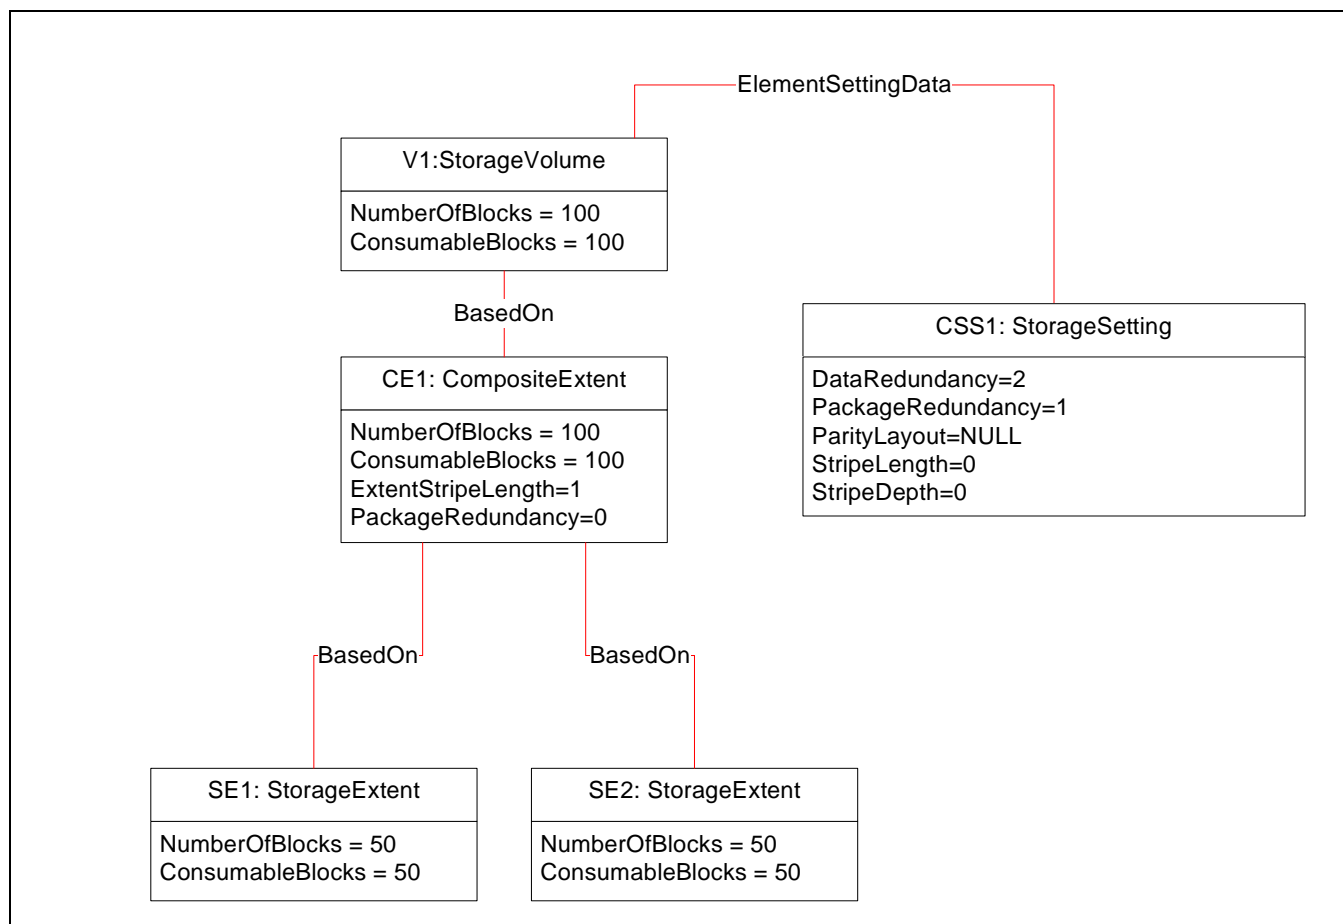 ElementSettingData
V1:StorageVolume
NumberOfBlocks = 100
ConsumableBlocks = 100
BasedOn
CSS1: StorageSetting
DataRedundancy=2
PackageRedundancy=1
ParityLayout=NULL
StripeLength=0
StripeDepth=0
CE1: CompositeExtent
NumberOfBlocks = 100
ConsumableBlocks = 100
ExtentStripeLength=1
PackageRedundancy=0
BasedOn
BasedOn
SE1: StorageExtent
NumberOfBlocks = 50
ConsumableBlocks = 50
SE2: StorageExtent
NumberOfBlocks = 50
ConsumableBlocks = 50